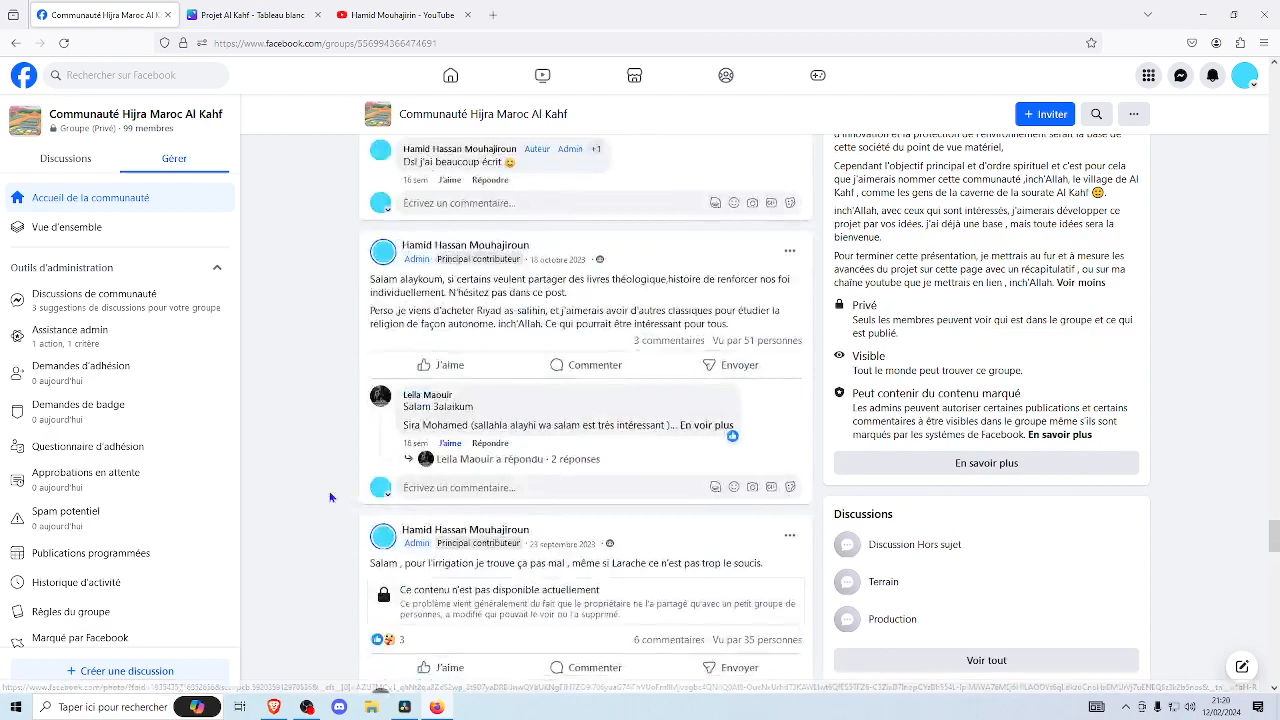 Communauté Hijra Maroc Al Kahf
Projet Al Kahf - Tableau blanc
Hamid Mouhajirin - YouTube
https://www.facebook.com/groups/556994366474691
Rechercher sur Facebook
Communauté Hijra Maroc Al Kahf
Groupe (Privé) · 99 membres
Discussions
Gérer
Accueil de la communauté
Vue d'ensemble
Outils d'administration
Discussions de communauté
3 suggestions de discussions pour votre groupe
Assistance admin
1 action, 1 critère
Demandes d'adhésion
0 aujourd'hui
Demandes de badge
0 aujourd'hui
Questionnaire d'adhésion
Approbations en attente
0 aujourd'hui
Spam potentiel
0 aujourd'hui
Publications programmées
Historique d'activité
Règles du groupe
Marqué par Facebook
+ Créer une discussion
Communauté Hijra Maroc Al Kahf
+ Inviter
Hamid Hassan Mouhajiroun Auteur Admin +1
Dsl j'ai beaucoup écrit
16 sem J'aime Répondre
Écrivez un commentaire...
Hamid Hassan Mouhajiroun
Admin Principal contributeur · 18 octobre 2023 ·
Salam alaykoum, si certains veulent partager des livres théologique,histoire de renforcer nos foi
individuellement. N'hésitez pas dans ce post.
Perso ,je viens d'acheter Riyad as-salihin, et j'aimerais avoir d'autres classiques pour étudier la
religion de façon autonome. inch'Allah. Ce qui pourrait être intéressant pour tous.
3 commentaires Vu par 51 personnes
J'aime
Commenter
Envoyer
Leila Maouir
Salam 3alaikum
Sira Mohamed (sallahla alayhi wa salam est très intéressant )... En voir plus
16 sem J'aime Répondre
Leila Maouir a répondu · 2 réponses
Écrivez un commentaire...
Hamid Hassan Mouhajiroun
Admin Principal contributeur · 23 septembre 2023 ·
Salam , pour l'irrigation je trouve ça pas mal , même si Larache ce n'est pas trop le soucis.
Ce contenu n'est pas disponible actuellement
Ce problème vient généralement du fait que le propriétaire ne l'a partagé qu'avec un petit groupe de
personnes, a modifié qui pouvait le voir ou l'a supprimé.
3
6 commentaires Vu par 35 personnes
J'aime
Commenter
Envoyer
d'innovation et la protection de l'environnement sera la base de
cette société du point de vue matériel,
Cependant l'objectif principal et d'ordre spirituel et c'est pour cela
que j'aimerais nommer cette communauté ,inch'Allah, le village de Al
Kahf , comme les gens de la caverne de la sourate Al Kahf
inch'Allah, avec ceux qui sont intéressés, j'aimerais développer ce
projet par vos idées. j'ai déjà une base , mais toute idées sera la
bienvenue.
Pour terminer cette présentation, je mettrais au fur et à mesure les
avancées du projet sur cette page avec un récapitulatif , ou sur ma
chaîne youtube que je mettrais en lien , inch'Allah. Voir moins
Privé
Seuls les membres peuvent voir qui est dans le groupe et ce qui
est publié.
Visible
Tout le monde peut trouver ce groupe.
Peut contenir du contenu marqué
Les admins peuvent autoriser certaines publications et certains
commentaires à être visibles dans le groupe même s'ils sont
marqués par les systèmes de Facebook. En savoir plus
En savoir plus
Discussions
Discussion Hors sujet
Terrain
Production
Voir tout
Taper ici pour rechercher
21:20
12/02/2024